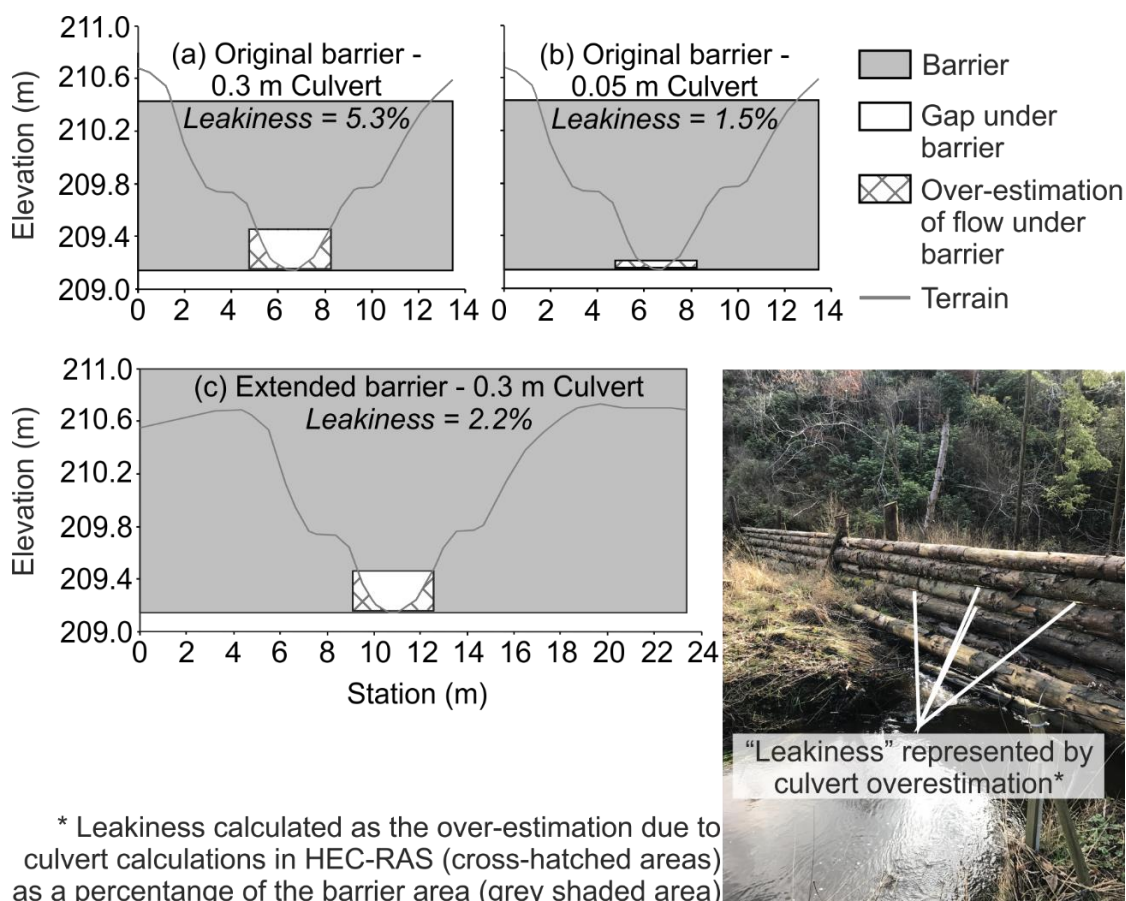 211.0
210.6
210.2
209.8
209.4
209.0
Elevation (m)
(a) Original barrier -
0.3 m Culvert
Leakiness = 5.3%
0 2 4 6 8 10 12 14
(b) Original barrier -
0.05 m Culvert
Leakiness = 1.5%
0 2 4 6 8 10 12 14
Barrier
Gap under
barrier
Over-estimation
of flow under
barrier
Terrain
211.0
210.6
210.2
209.8
209.4
209.0
Elevation (m)
(c) Extended barrier - 0.3 m Culvert
Leakiness = 2.2%
0 2 4 6 8 10 12 14 16 18 20 22 24
Station (m)
"Leakiness" represented by
culvert overestimation*
* Leakiness calculated as the over-estimation due to
culvert calculations in HEC-RAS (cross-hatched areas)
as a percentange of the barrier area (grey shaded area)